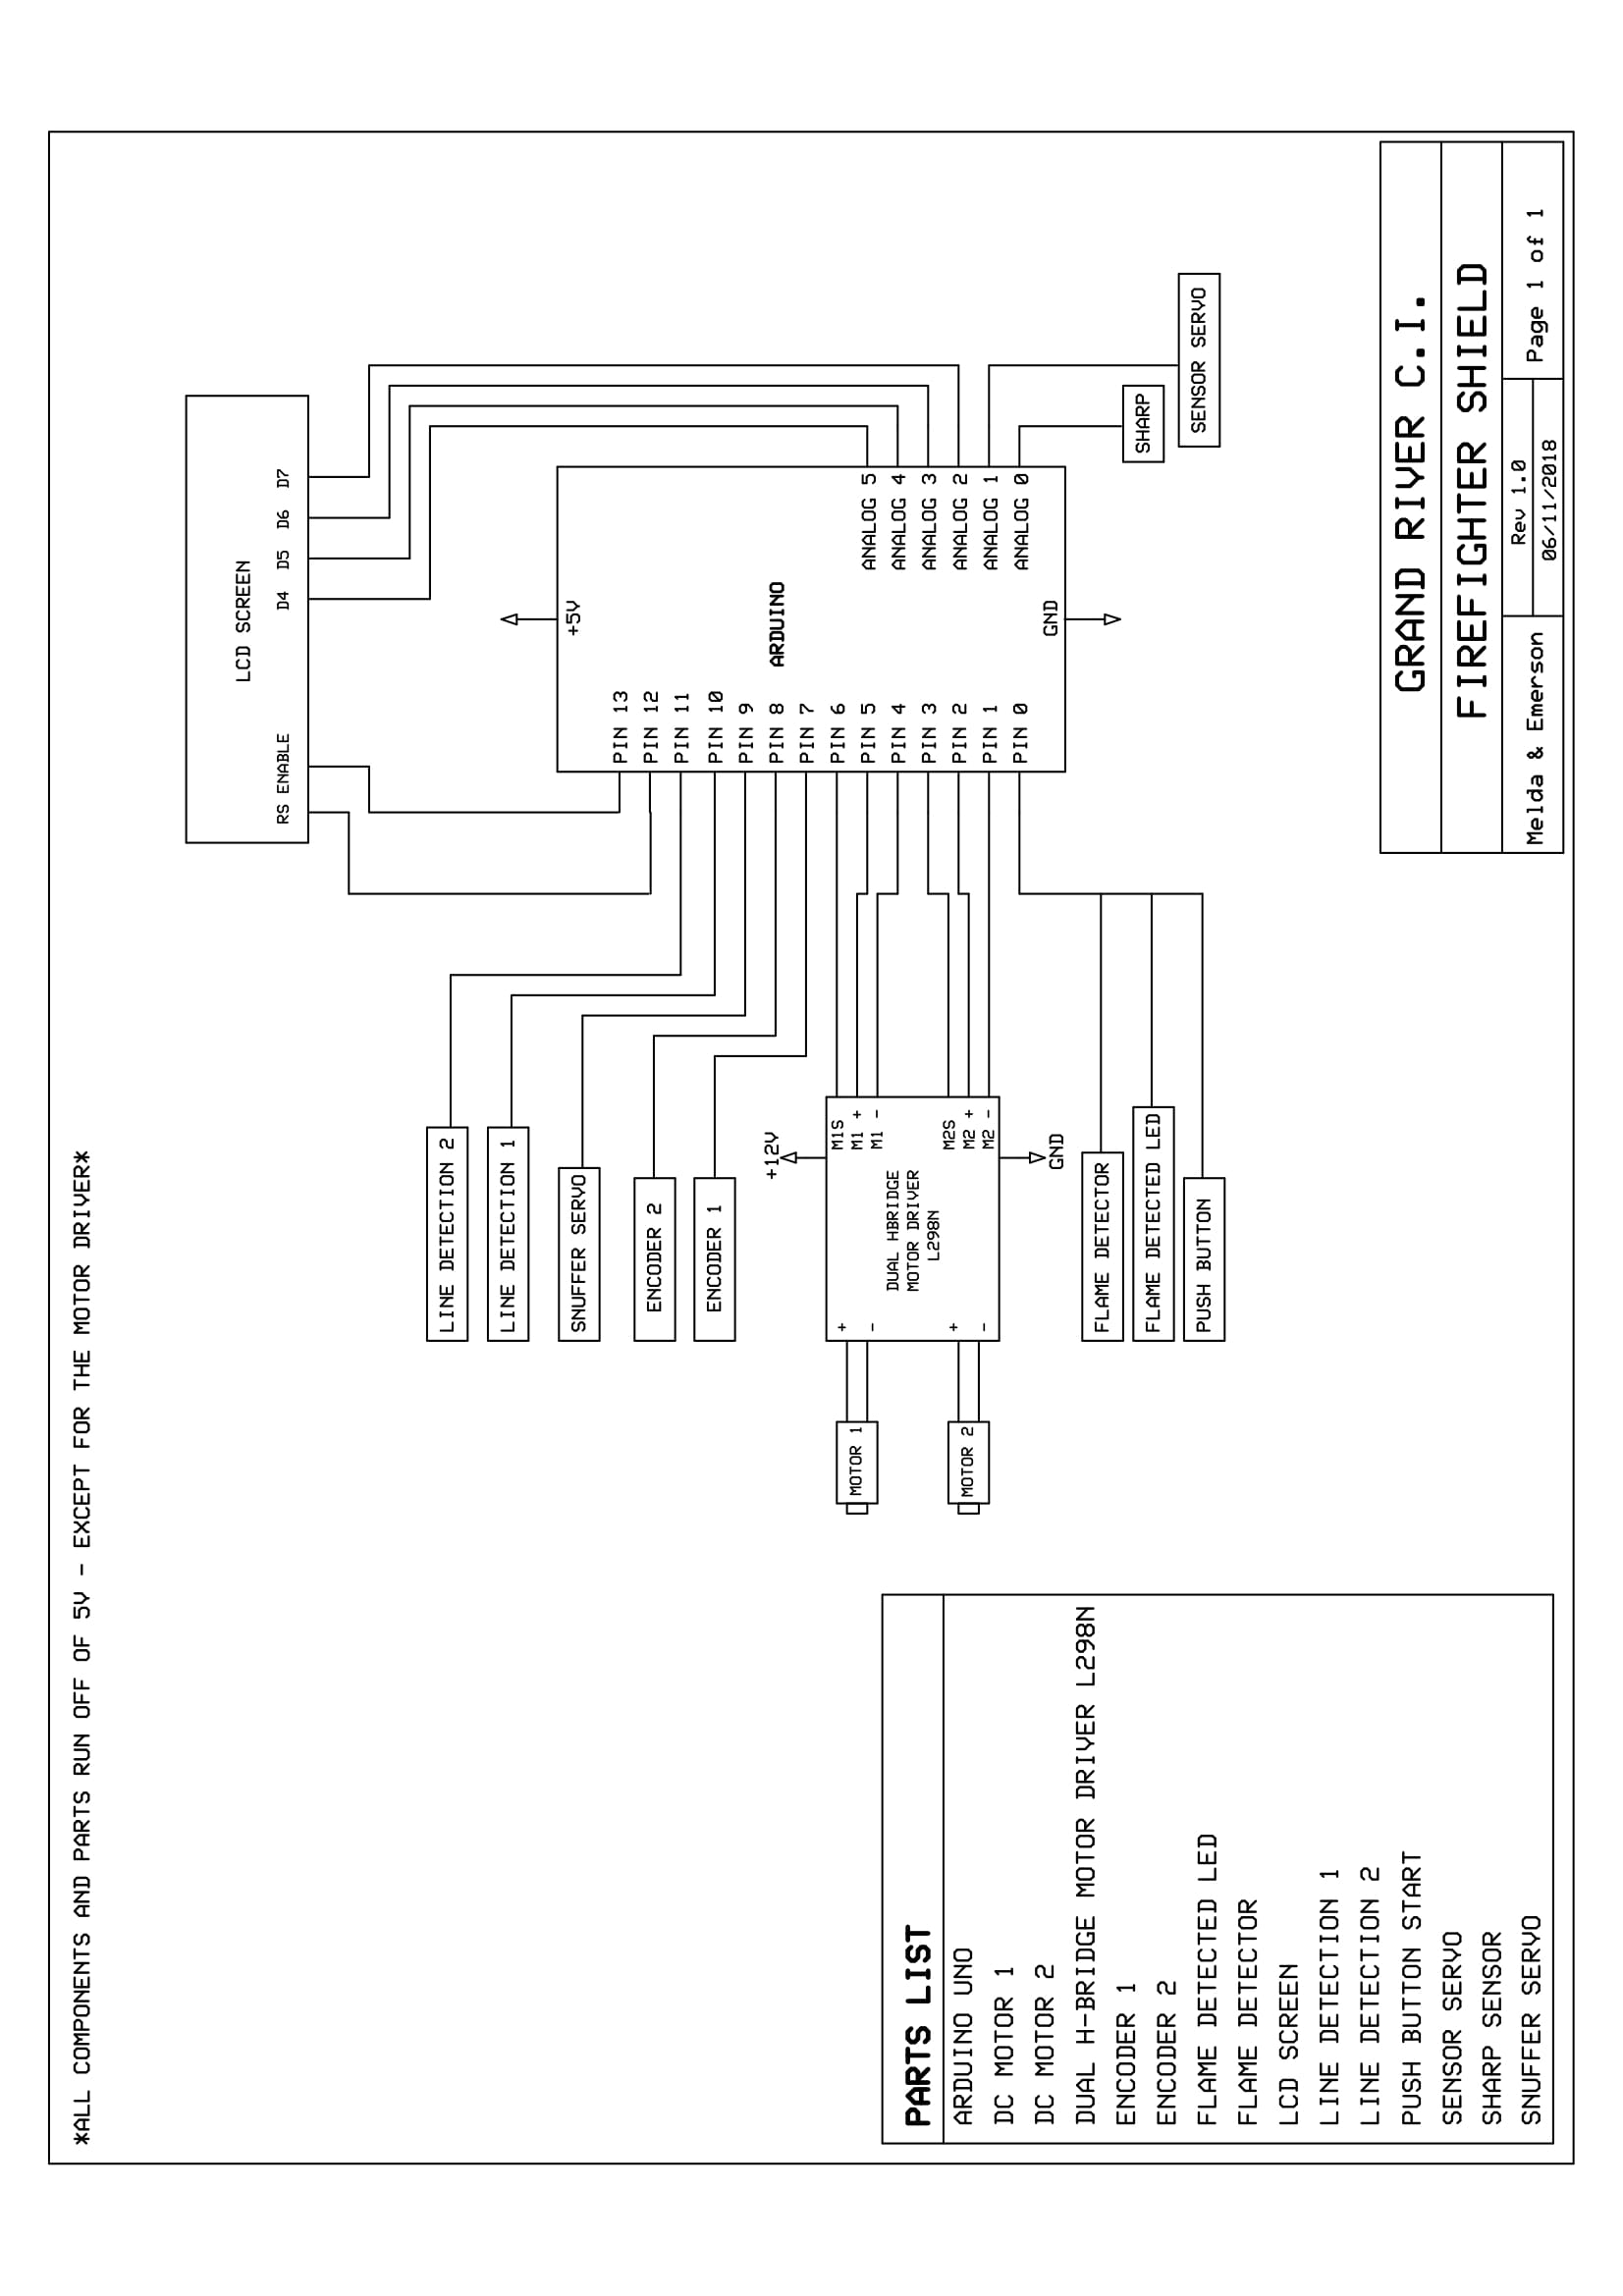 *ALL COMPONENTS AND PARTS RUN OFF OF 5V - EXCEPT FOR THE MOTOR DRIVER*
LCD SCREEN
RS ENABLE D4 D5 D6 D7
LINE DETECTION 2
LINE DETECTION 1
SNUFFER SERVO
ENCODER 2
ENCODER 1
+5V
PIN 13
PIN 12
PIN 11
PIN 10
PIN 9
PIN 8 ARDUINO
PIN 7
PIN 6
PIN 5 ANALOG 5
PIN 4 ANALOG 4
PIN 3 ANALOG 3
PIN 2 ANALOG 2
PIN 1 ANALOG 1
PIN 0 ANALOG 0
GND
+12V
MOTOR 1
MOTOR 2
+
-
+
-
DUAL HBRIDGE
MOTOR DRIVER
L298N
M1S
M1 +
M1 -
M2S
M2 +
M2 -
GND
FLAME DETECTOR
FLAME DETECTED LED
PUSH BUTTON
SHARP
SENSOR SERVO
PARTS LIST
ARDUINO UNO
DC MOTOR 1
DC MOTOR 2
DUAL H-BRIDGE MOTOR DRIVER L298N
ENCODER 1
ENCODER 2
FLAME DETECTED LED
FLAME DETECTOR
LCD SCREEN
LINE DETECTION 1
LINE DETECTION 2
PUSH BUTTON START
SENSOR SERVO
SHARP SENSOR
SNUFFER SERVO
GRAND RIVER C.I.
FIREFIGHTER SHIELD
Melda & Emerson
Rev 1.0
06/11/2018
Page 1 of 1